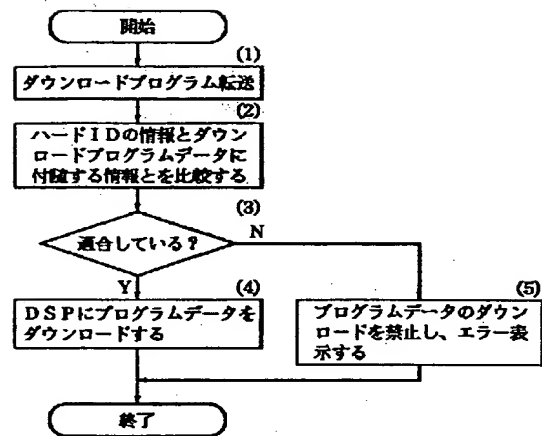 開始
(1)
ダウンロードプログラム転送
(2)
ハードIDの情報とダウン
ロードプログラムデータに
付随する情報とを比較する
(3)
適合している?
N
Y
(4)
DSPにプログラムデータを
ダウンロードする
(5)
プログラムデータのダウン
ロードを禁止し、エラー表
示する
終了